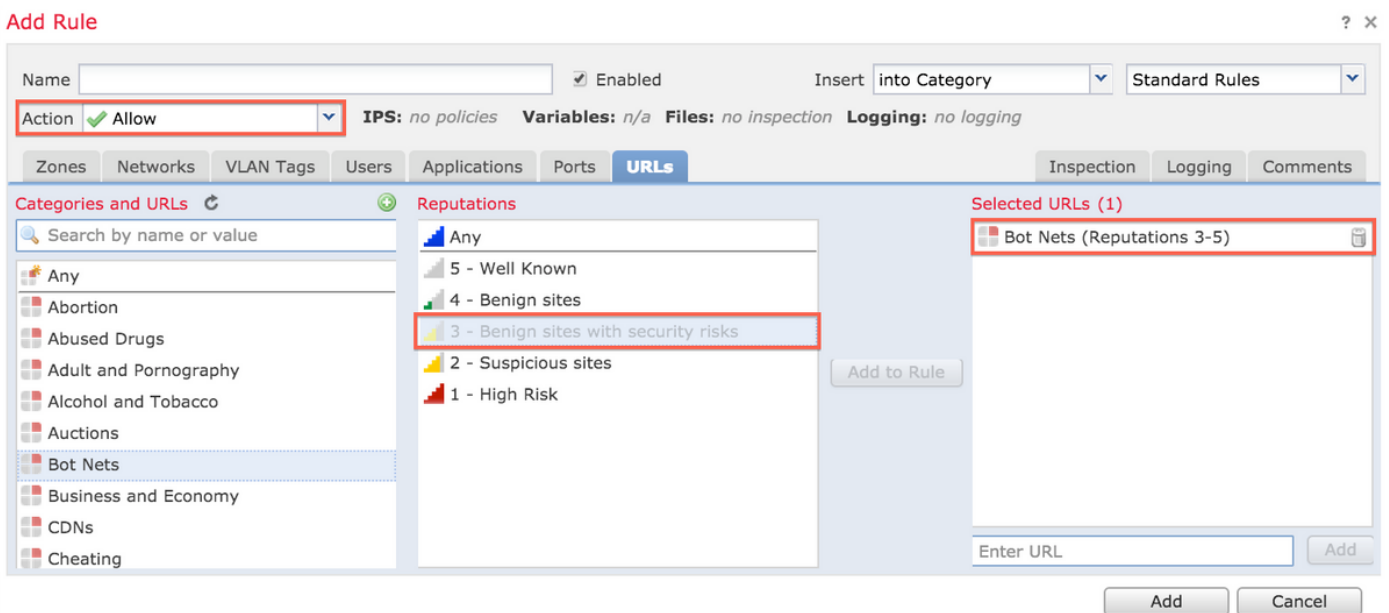 Add Rule ? ×
Name Enabled Insert into Category Standard Rules
Action Allow IPS: no policies Variables: n/a Files: no inspection Logging: no logging
Zones Networks VLAN Tags Users Applications Ports URLs Inspection Logging Comments
Categories and URLs Reputations Selected URLs (1)
Search by name or value
Any
Abortion
Abused Drugs
Adult and Pornography
Alcohol and Tobacco
Auctions
Bot Nets
Business and Economy
CDNs
Cheating
Any
5 - Well Known
4 - Benign sites
3 - Benign sites with security risks
2 - Suspicious sites
1 - High Risk
Add to Rule
Bot Nets (Reputations 3-5)
Enter URL Add
Add Cancel